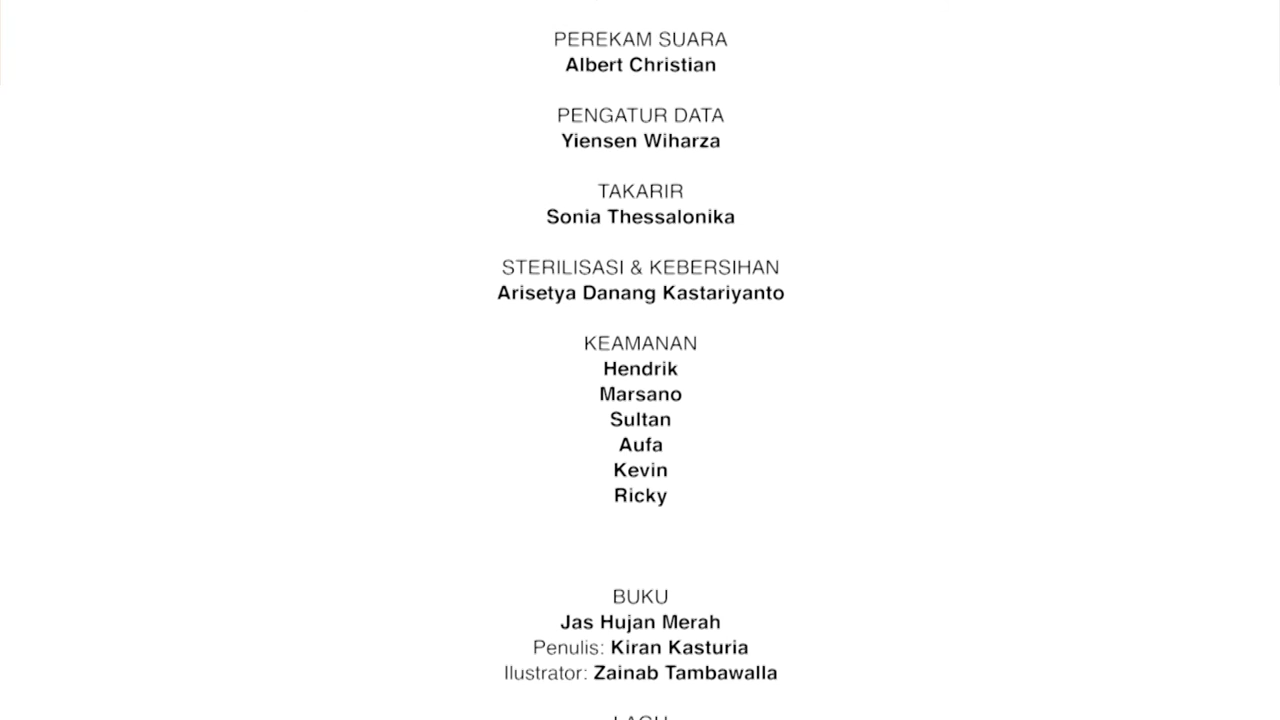 PEREKAM SUARA
Albert Christian
PENGATUR DATA
Yiensen Wiharza
TAKARIR
Sonia Thessalonika
STERILISASI & KEBERSIHAN
Arisetya Danang Kastariyanto
KEAMANAN
Hendrik
Marsano
Sultan
Aufa
Kevin
Ricky
BUKU
Jas Hujan Merah
Penulis: Kiran Kasturia
Ilustrator: Zainab Tambawalla